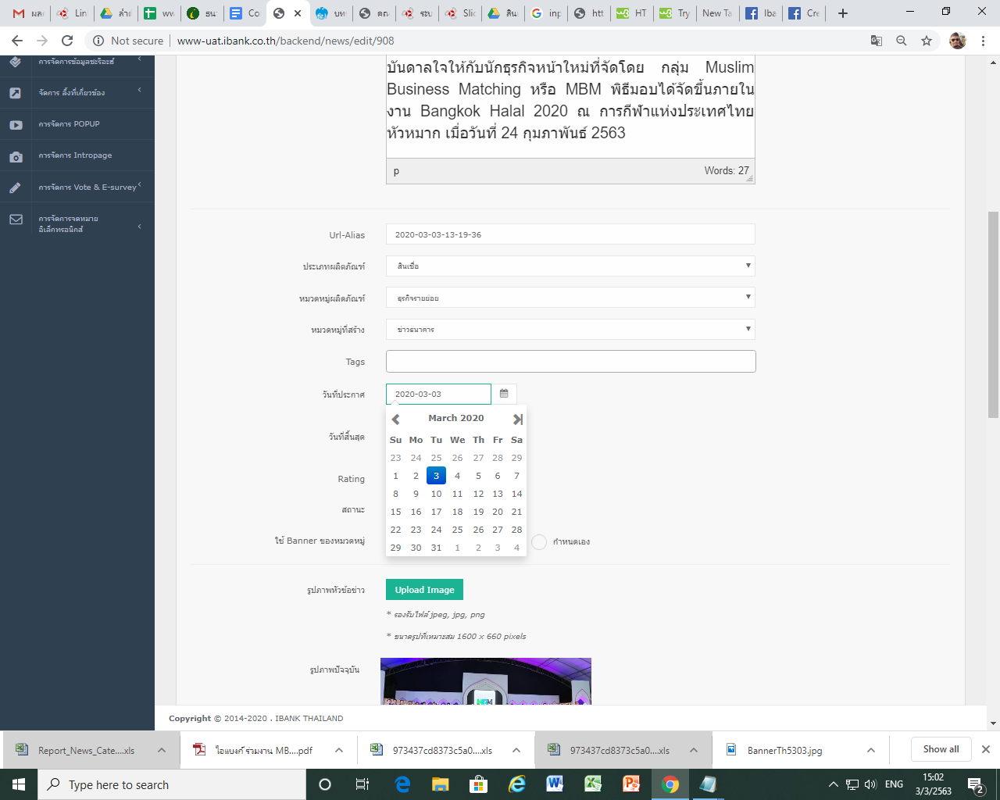 ผล
Lin
ลำ
ww
ธน
Co
บท
ดณ
ระบ
Slic
สิน
inp
htt
HT
Try
New Ta
Iba
Cre
Not secure
www-uat.ibank.co.th/backend/news/edit/908
การจัดการข้อมูลชะรีอะฮ์
จัดการ ลิ้งที่เกี่ยวข้อง
การจัดการ POPUP
การจัดการ Intropage
การจัดการ Vote & E-survey
การจัดการจดหมาย
อิเล็กทรอนิกส์
บันดาลใจให้กับนักธุรกิจหน้าใหม่ที่จัดโดย กลุ่ม Muslim
Business Matching หรือ MBM พิธีมอบได้จัดขึ้นภายใน
งาน Bangkok Halal 2020 ณ การกีฬาแห่งประเทศไทย
หัวหมาก เมื่อวันที่ 24 กุมภาพันธ์ 2563
p Words: 27
Url-Alias 2020-03-03-13-19-36
ประเภทผลิตภัณฑ์ สินเชื่อ
หมวดหมู่ผลิตภัณฑ์ ธุรกิจรายย่อย
หมวดหมู่ที่สร้าง ข่าวธนาคาร
Tags
วันที่ประกาศ 2020-03-03
March 2020
วันที่สิ้นสุด
Su Mo Tu We Th Fr Sa
23 24 25 26 27 28 29
1 2 3 4 5 6 7
Rating
8 9 10 11 12 13 14
สถานะ
15 16 17 18 19 20 21
22 23 24 25 26 27 28
ใช้ Banner ของหมวดหมู่ กำหนดเอง
29 30 31 1 2 3 4
รูปภาพหัวข้อข่าว Upload Image
* รองรับไฟล์ jpeg, jpg, png
* ขนาดรูปที่เหมาะสม 1600 x 660 pixels
รูปภาพปัจจุบัน
MBM
Copyright © 2014-2020 . IBANK THAILAND
Report_News_Cate....xls
ไอแบงก์ ร่วมงาน MB....pdf
973437cd8373c5a0....xls
973437cd8373c5a0....xls
BannerTh5303.jpg
Show all
Type here to search
ENG
15:02
3/3/2563
2